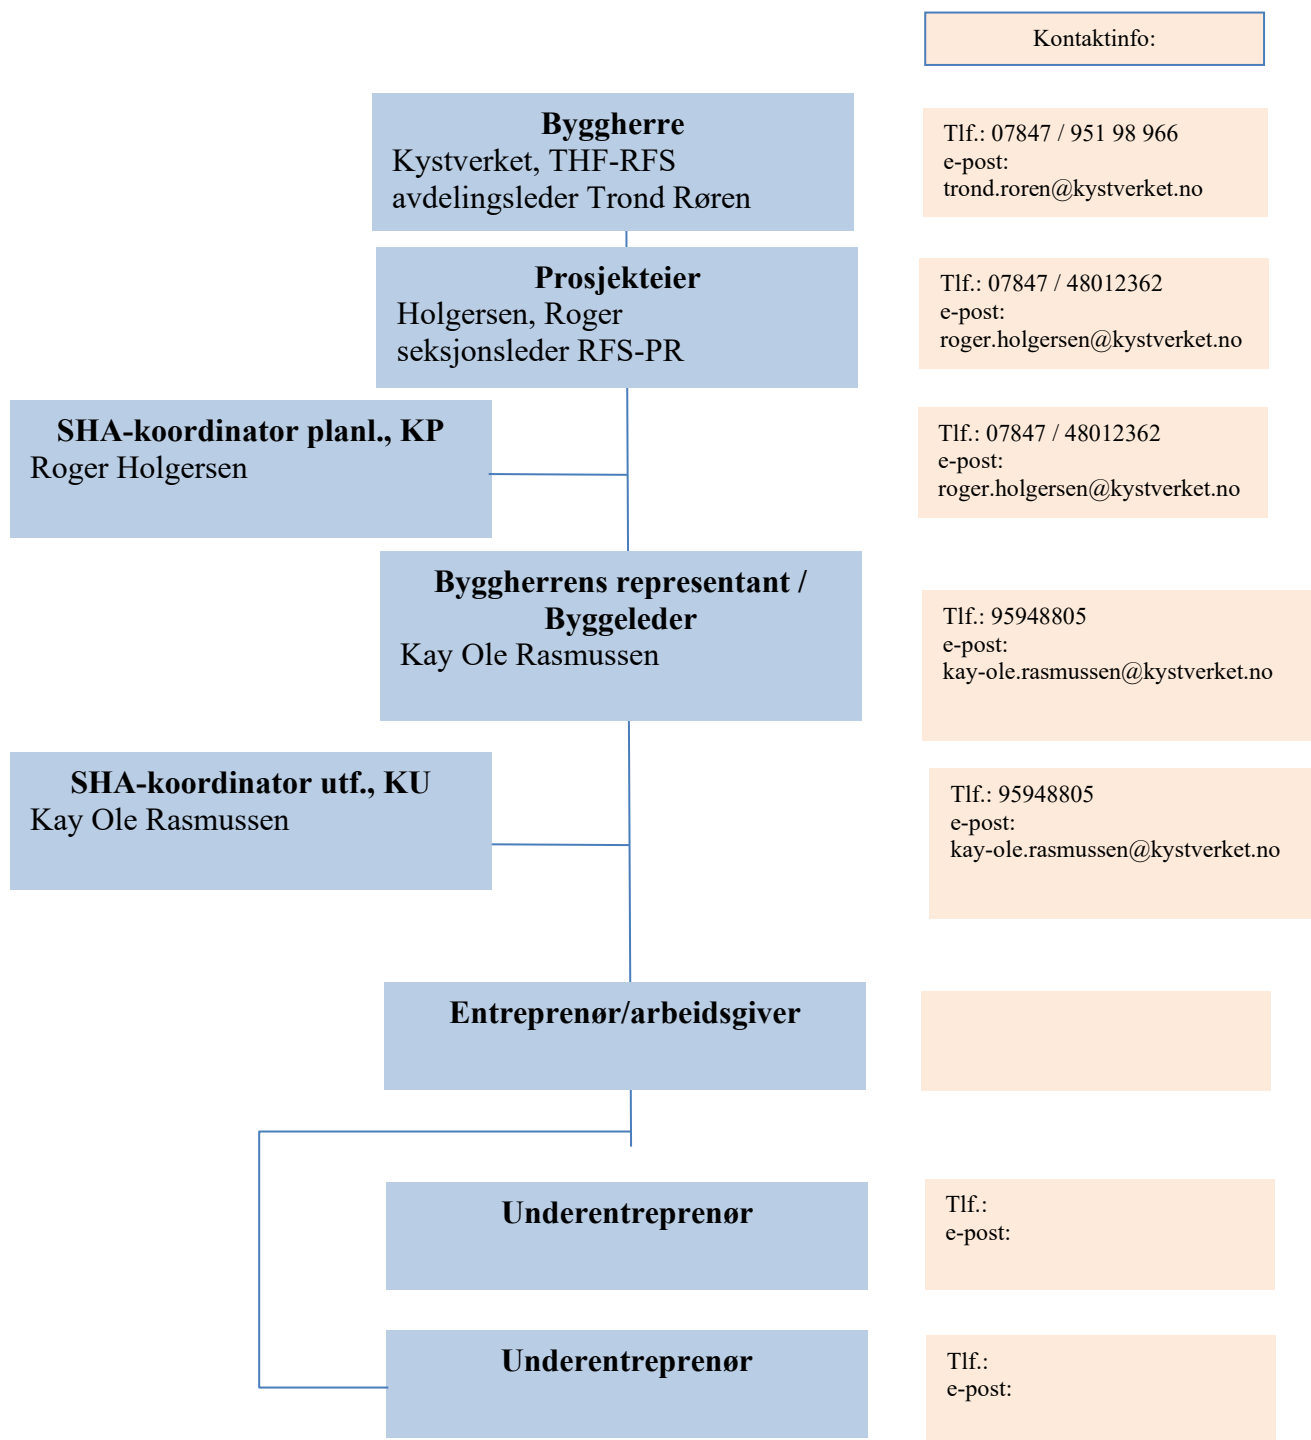 Kontaktinfo:
Byggherre
Kystverket, THF-RFS
avdelingsleder Trond Røren
Tlf.: 07847 / 951 98 966
e-post:
trond.roren@kystverket.no
Prosjekteier
Holgersen, Roger
seksjonsleder RFS-PR
Tlf.: 07847 / 48012362
e-post:
roger.holgersen@kystverket.no
SHA-koordinator planl., KP
Roger Holgersen
Tlf.: 07847 / 48012362
e-post:
roger.holgersen@kystverket.no
Byggherrens representant /
Byggeleder
Kay Ole Rasmussen
Tlf.: 95948805
e-post:
kay-ole.rasmussen@kystverket.no
SHA-koordinator utf., KU
Kay Ole Rasmussen
Tlf.: 95948805
e-post:
kay-ole.rasmussen@kystverket.no
Entreprenør/arbeidsgiver
Underentreprenør
Tlf.:
e-post:
Underentreprenør
Tlf.:
e-post: